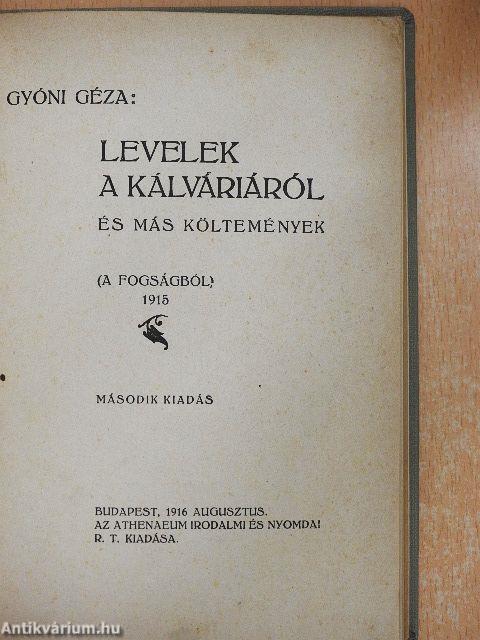 GYÓNI GÉZA:
LEVELEK
A KÁLVÁRIÁRÓL
ÉS MÁS KÖLTEMÉNYEK
(A FOGSÁGBÓL)
1915
MÁSODIK KIADÁS
BUDAPEST, 1916 AUGUSZTUS.
AZ ATHENAEUM IRODALMI ÉS NYOMDAI
R. T. KIADÁSA.
Antikvárium.hu